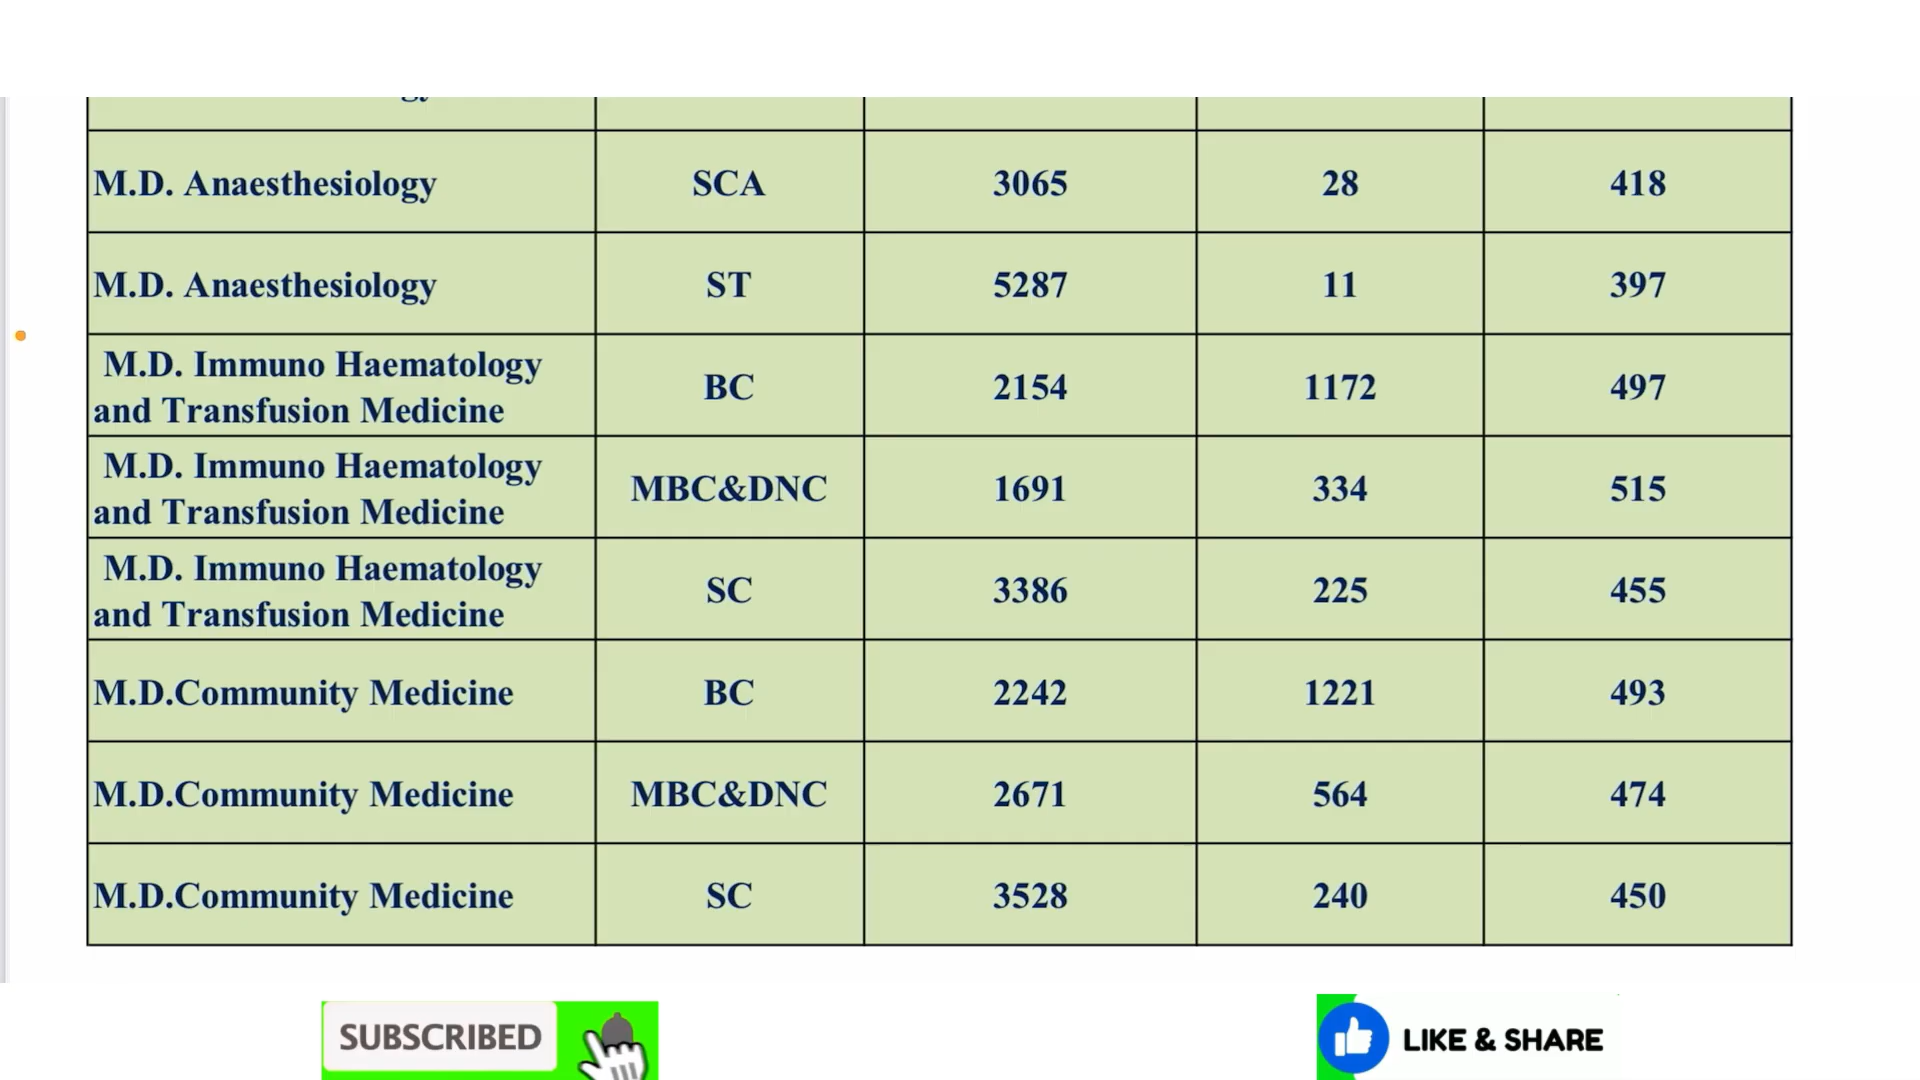 M.D. Anaesthesiology SCA 3065 28 418
M.D. Anaesthesiology ST 5287 11 397
M.D. Immuno Haematology
and Transfusion Medicine BC 2154 1172 497
M.D. Immuno Haematology
and Transfusion Medicine MBC&DNC 1691 334 515
M.D. Immuno Haematology
and Transfusion Medicine SC 3386 225 455
M.D.Community Medicine BC 2242 1221 493
M.D.Community Medicine MBC&DNC 2671 564 474
M.D.Community Medicine SC 3528 240 450
SUBSCRIBED
LIKE & SHARE